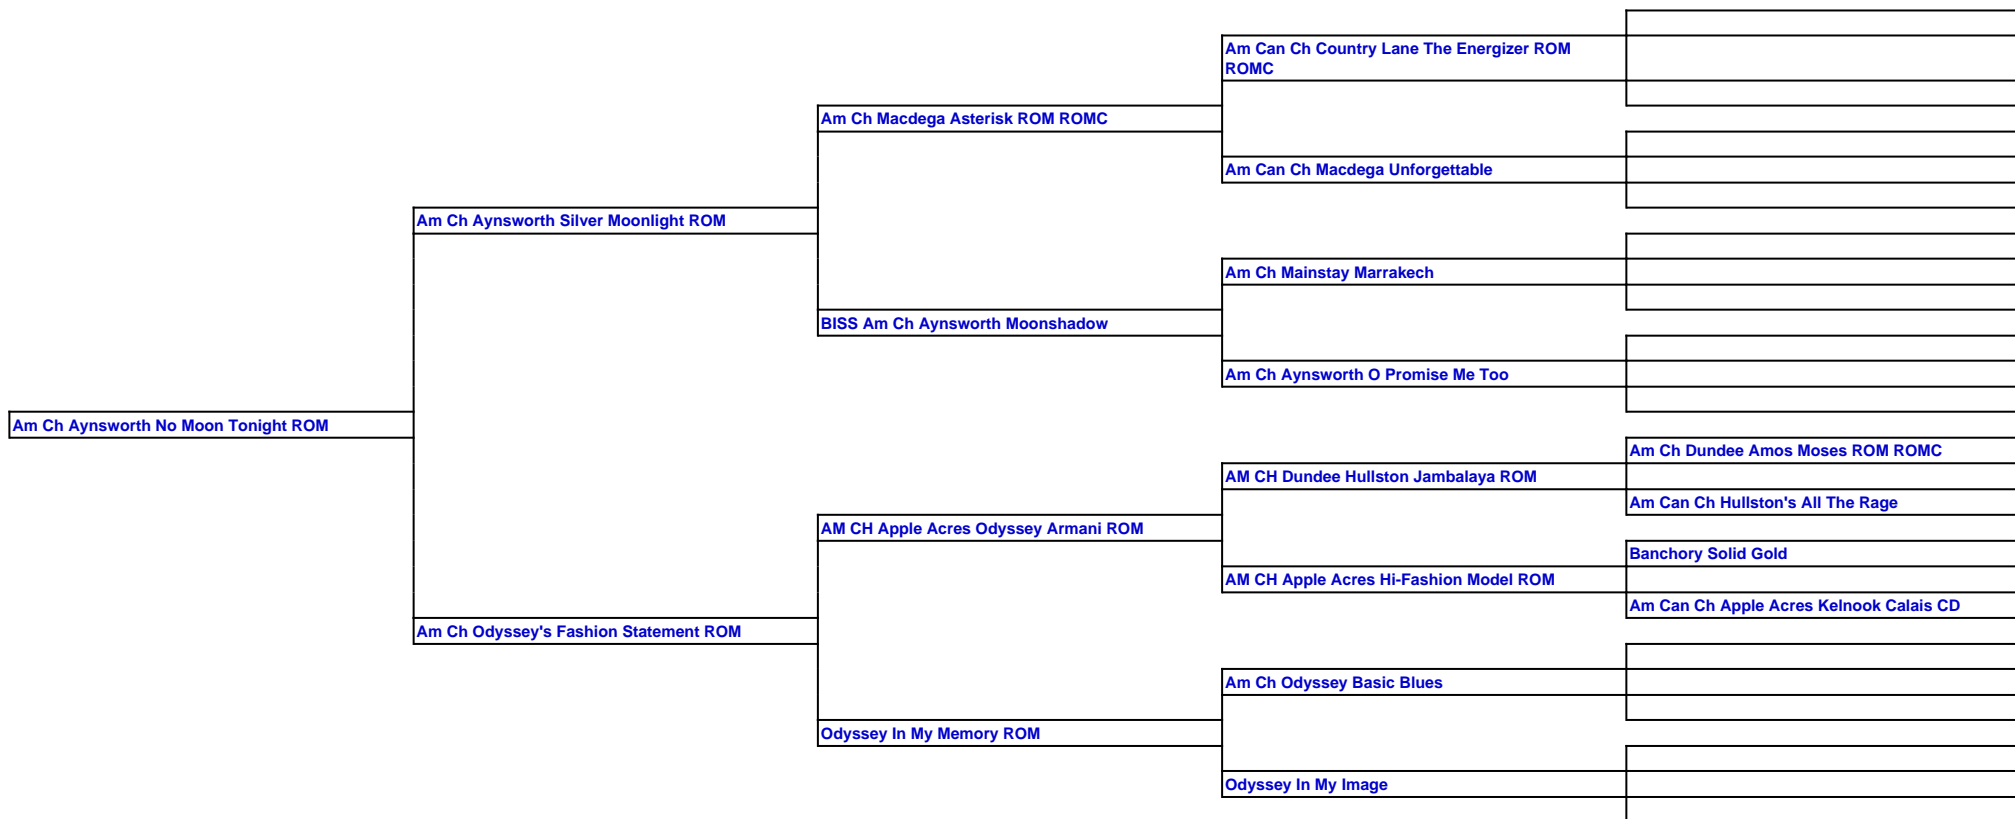 Am Can Ch Country Lane The Energizer ROM
ROMC
Am Ch Macdega Asterisk ROM ROMC
Am Can Ch Macdega Unforgettable
Am Ch Aynsworth Silver Moonlight ROM
Am Ch Mainstay Marrakech
BISS Am Ch Aynsworth Moonshadow
Am Ch Aynsworth O Promise Me Too
Am Ch Aynsworth No Moon Tonight ROM
Am Ch Dundee Amos Moses ROM ROMC
AM CH Dundee Hullston Jambalaya ROM
Am Can Ch Hullston's All The Rage
AM CH Apple Acres Odyssey Armani ROM
Banchory Solid Gold
AM CH Apple Acres Hi-Fashion Model ROM
Am Can Ch Apple Acres Kelnook Calais CD
Am Ch Odyssey's Fashion Statement ROM
Am Ch Odyssey Basic Blues
Odyssey In My Memory ROM
Odyssey In My Image